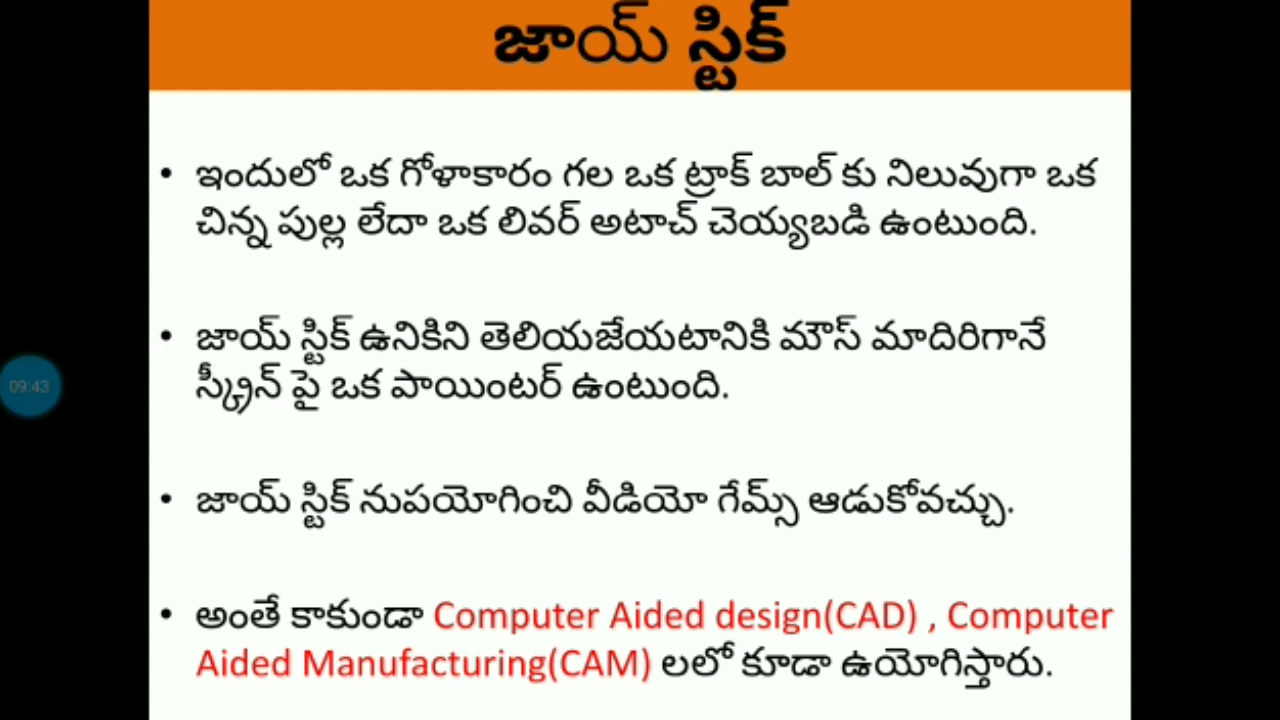 జాయ్ స్టిక్
• ఇందులో ఒక గోళాకారం గల ఒక ట్రాక్ బాల్ కు నిలువుగా ఒక
చిన్న పుల్ల లేదా ఒక లివర్ అటాచ్ చెయ్యబడి ఉంటుంది.
• జాయ్ స్టిక్ ఉనికిని తెలియజేయటానికి మౌస్ మాదిరిగానే
స్క్రీన్ పై ఒక పాయింటర్ ఉంటుంది.
09:43
• జాయ్ స్టిక్ నుపయోగించి వీడియో గేమ్స్ ఆడుకోవచ్చు.
• అంతే కాకుండా Computer Aided design(CAD) , Computer
Aided Manufacturing(CAM) లలో కూడా ఉయోగిస్తారు.